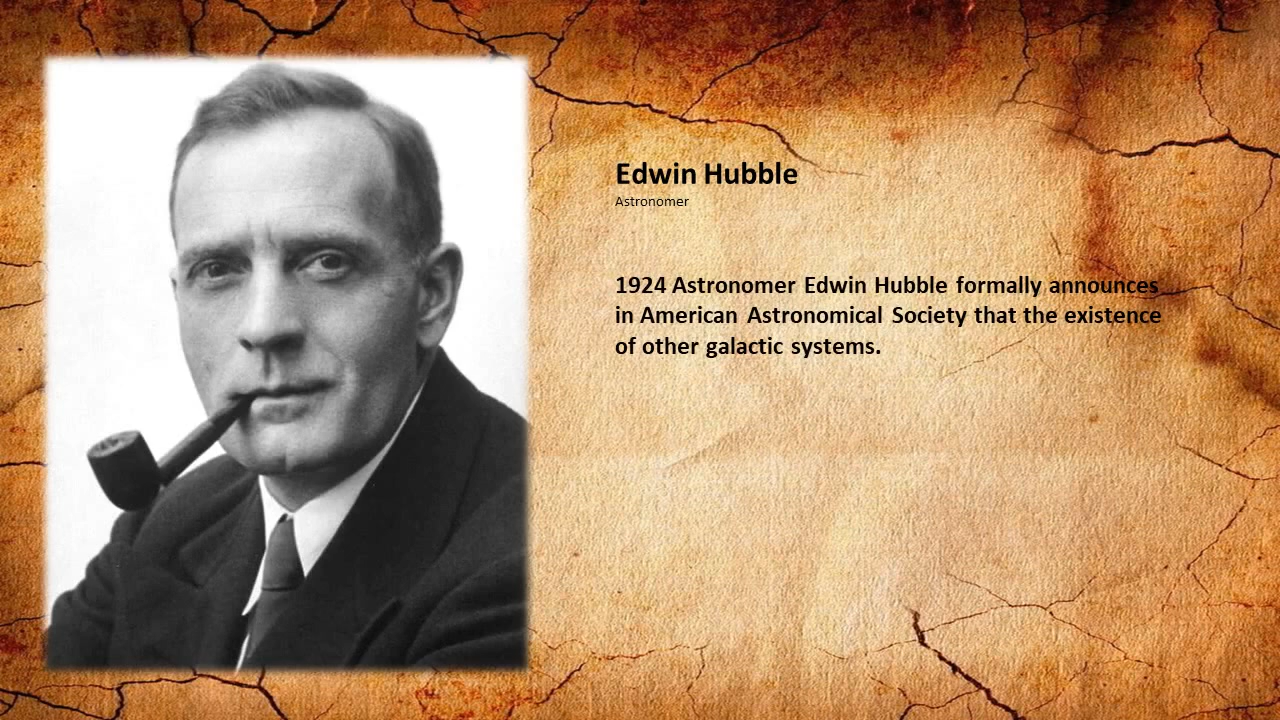 Edwin Hubble
Astronomer
1924 Astronomer Edwin Hubble formally announces
in American Astronomical Society that the existence
of other galactic systems.